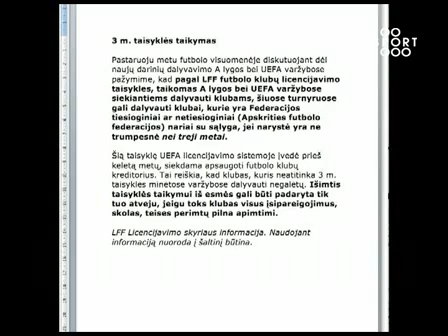 SPORT
3 m. taisyklės taikymas
Pastaruoju metu futbolo visuomenėje diskutuojant dėl
naujų darinių dalyvavimo A lygos bei UEFA varžybose
pažymime, kad pagal LFF futbolo klubų licencijavimo
taisykles, taikomas A lygos bei UEFA varžybose
siekiantiems dalyvauti klubams, šiuose turnyruose
gali dalyvauti klubai, kurie yra Federacijos
tiesioginiai ar netiesioginiai (Apskrities futbolo
federacijos) nariai su sąlyga, jei narystė yra ne
trumpesnė nei treji metai.
Šią taisyklę UEFA licencijavimo sistemoje įvedė prieš
keletą metų, siekdama apsaugoti futbolo klubų
kreditorius. Tai reiškia, kad klubas, kuris neatitinka 3 m.
taisyklės minėtose varžybose dalyvauti negalėtų. Išimtis
taisyklės taikymui iš esmės gali būti padaryta tik
tuo atveju, jeigu toks klubas visus įsipareigojimus,
skolas, teises perimtų pilna apimtimi.
LFF Licencijavimo skyriaus informacija. Naudojant
informaciją nuoroda į šaltinį būtina.